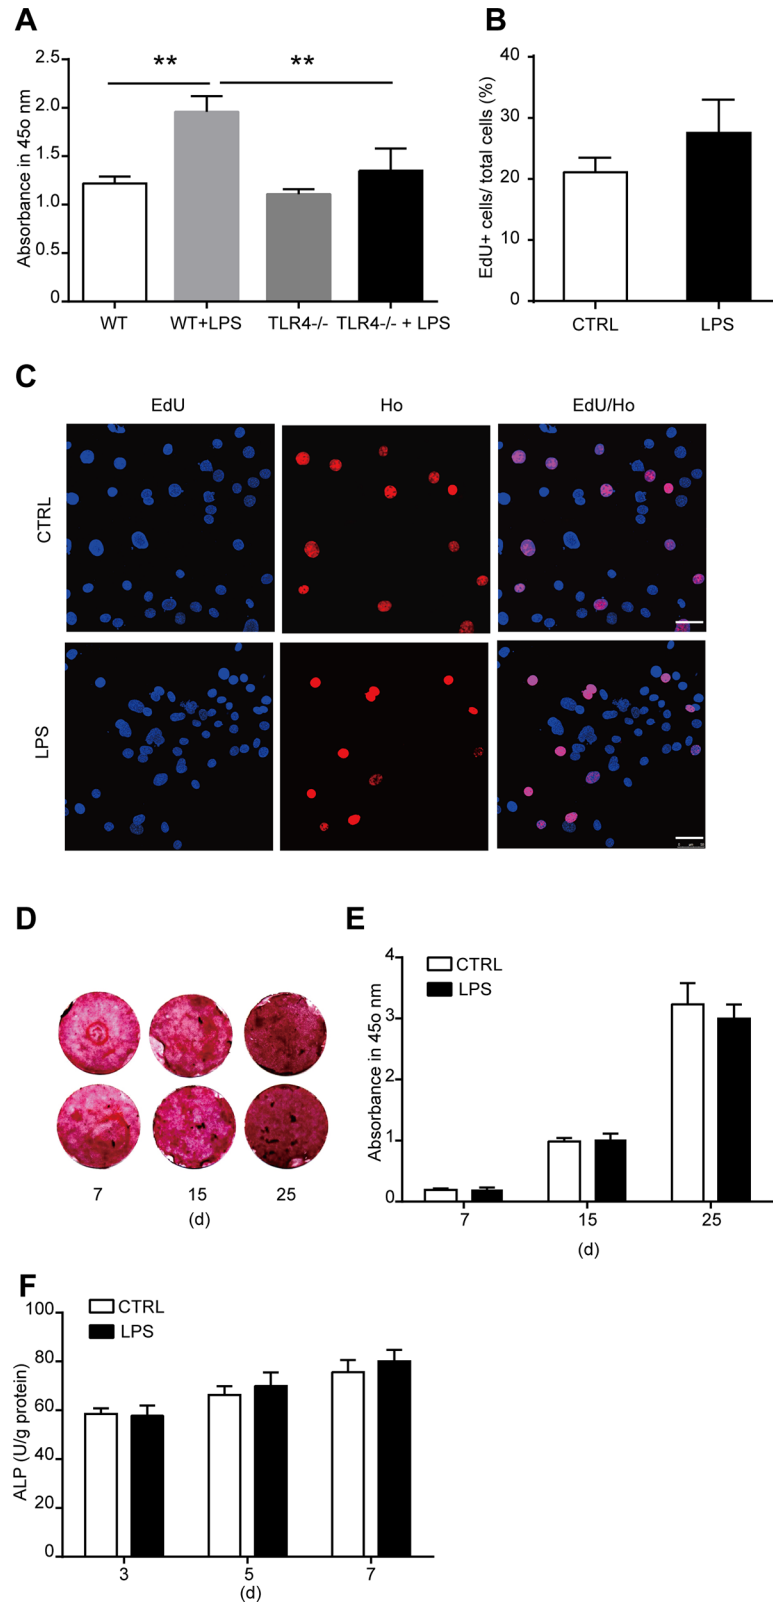 A
Absorbance in 45o nm
2.5
2.0
1.5
1.0
0.5
0
**
**
WT
WT+LPS
TLR4-/-
TLR4-/- + LPS
B
EdU+ cells/ total cells (%)
40
30
20
10
0
CTRL
LPS
C
EdU
Ho
EdU/Ho
CTRL
LPS
D
7
15
25
(d)
E
CTRL
LPS
Absorbance in 45o nm
4
3
2
1
0
7
15
25
(d)
F
CTRL
LPS
ALP (U/g protein)
100
80
60
40
20
0
3
5
7
(d)